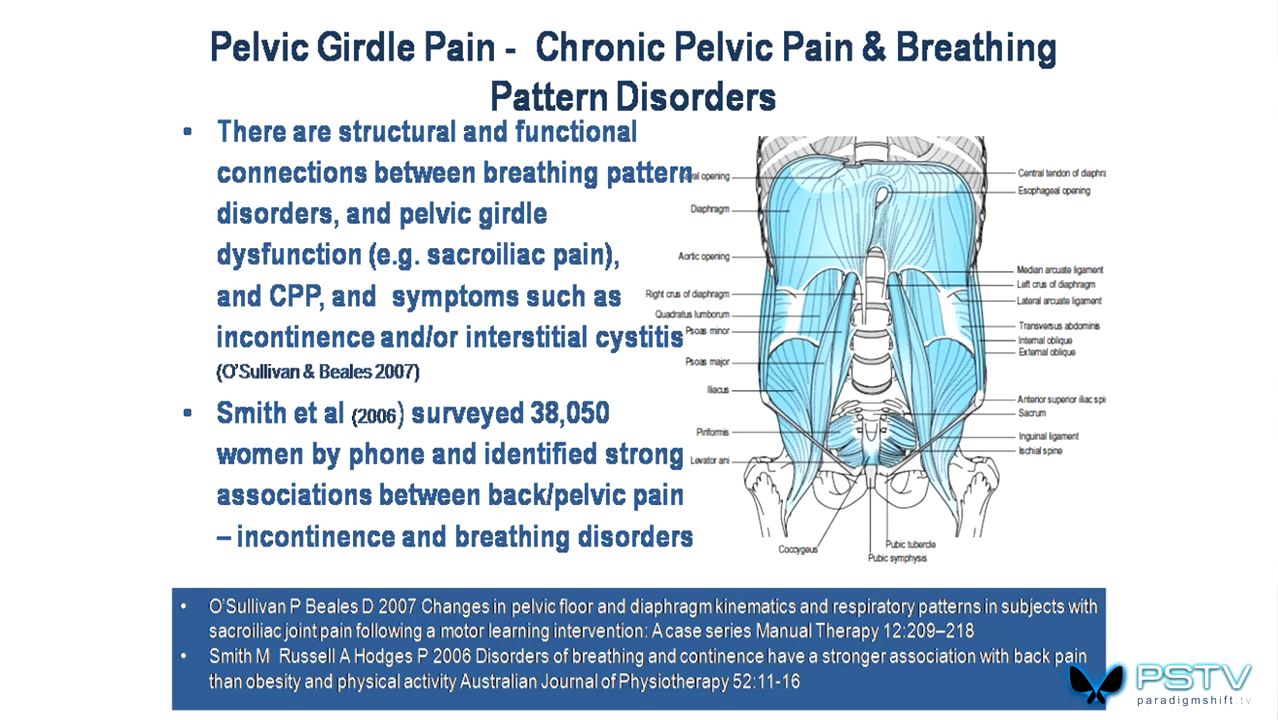 Pelvic Girdle Pain - Chronic Pelvic Pain & Breathing
Pattern Disorders
▪ There are structural and functional
connections between breathing pattern
disorders, and pelvic girdle
dysfunction (e.g. sacroiliac pain),
and CPP, and symptoms such as
incontinence and/or interstitial cystitis
(O'Sullivan & Beales 2007)
▪ Smith et al (2006) surveyed 38,050
women by phone and identified strong
associations between back/pelvic pain
– incontinence and breathing disorders
opening
Diaphragm
Aortic opening
Right crus of diaphragm
Quadratus lumborum
Psoas minor
Psoas major
Iliacus
Piriformis
Levator ani
Coccygeus
Central tendon of diaphra
Esophageal opening
Median arcuate ligament
Left crus of diaphragm
Lateral arcuate ligament
Transversus abdominis
Internal oblique
External oblique
Anterior superior iliac spi
Sacrum
Inguinal ligament
Ischial spine
Pubic tubercle
Pubic symphysis
• O'Sullivan P Beales D 2007 Changes in pelvic floor and diaphragm kinematics and respiratory patterns in subjects with
sacroiliac joint pain following a motor learning intervention: A case series Manual Therapy 12:209–218
• Smith M Russell A Hodges P 2006 Disorders of breathing and continence have a stronger association with back pain
than obesity and physical activity Australian Journal of Physiotherapy 52:11-16
PSTV
paradigmshift.tv